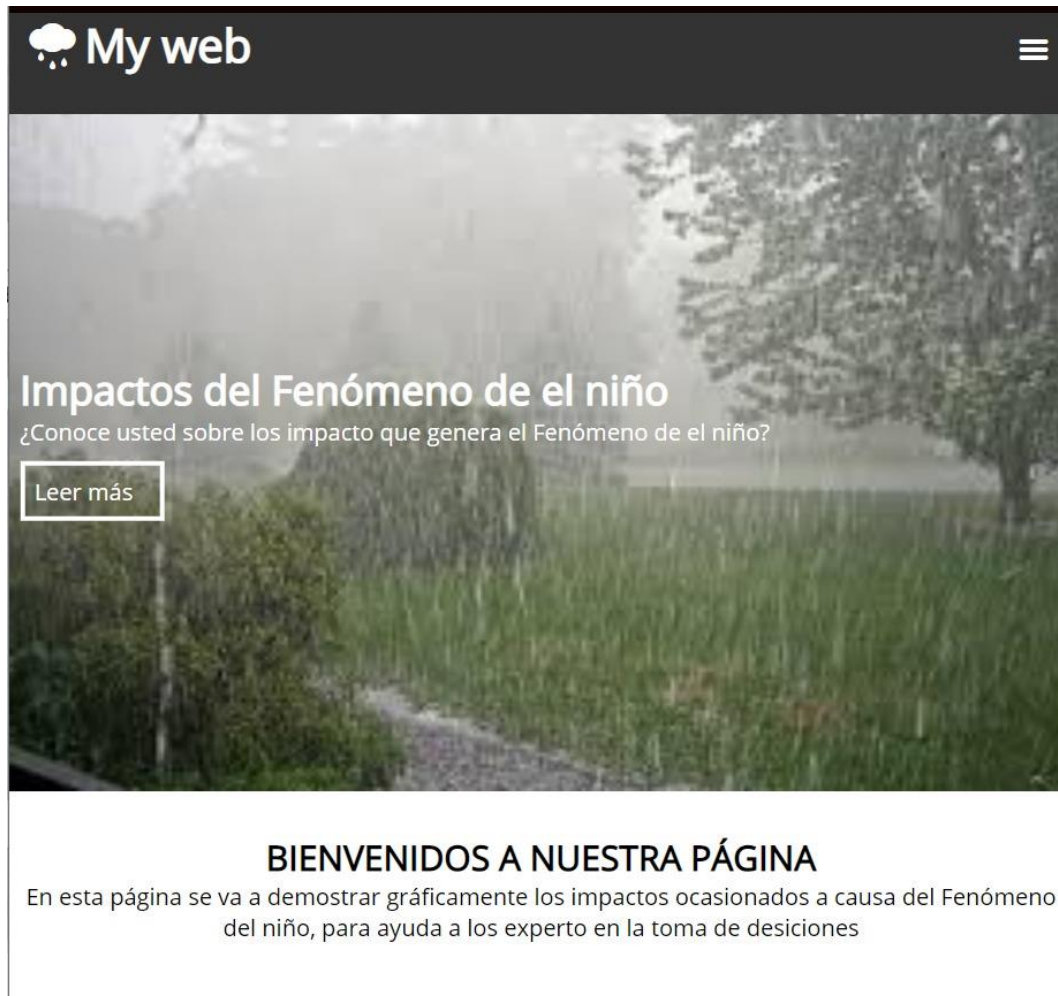 My web
Impactos del Fenómeno de el niño
¿Conoce usted sobre los impacto que genera el Fenómeno de el niño?
Leer más
BIENVENIDOS A NUESTRA PÁGINA
En esta página se va a demostrar gráficamente los impactos ocasionados a causa del Fenómeno
del niño, para ayuda a los experto en la toma de desiciones